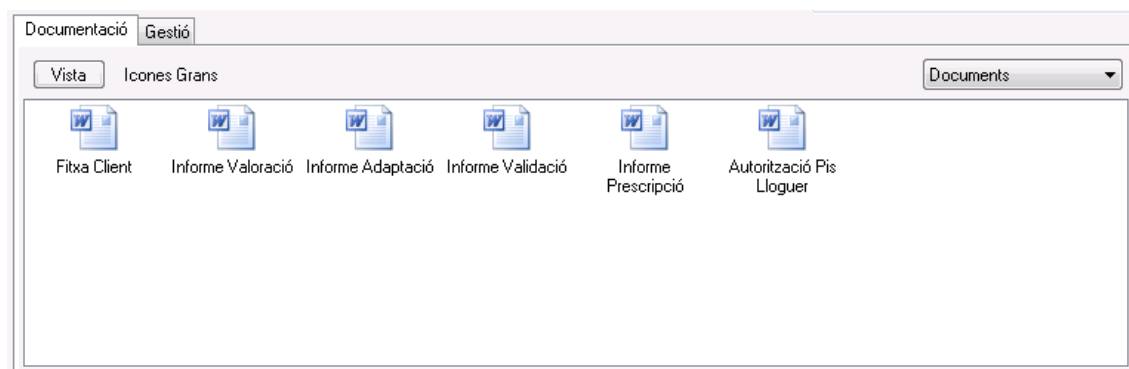 Documentació Gestió
Vista Icones Grans Documents
Fitxa Client Informe Valoració Informe Adaptació Informe Validació Informe Prescripció Autorització Pis Lloguer